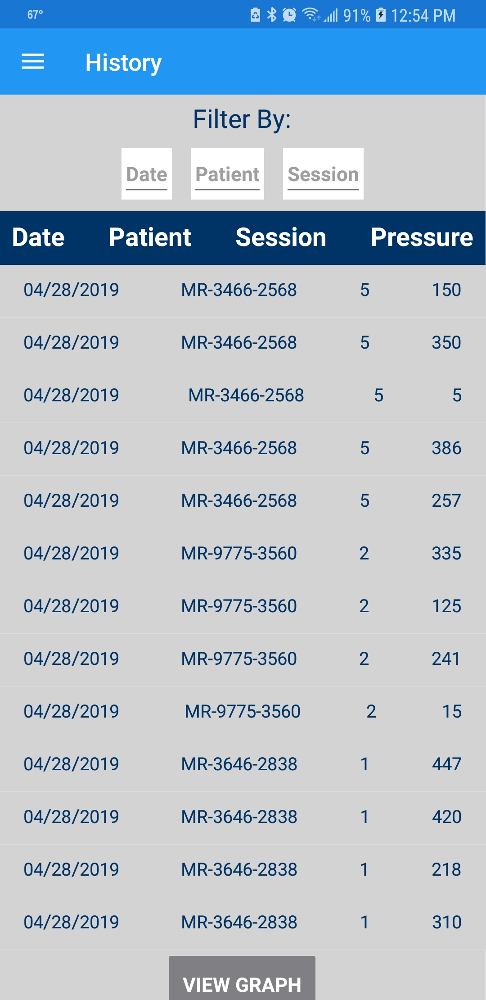 67° 91% 12:54 PM
History
Filter By:
Date Patient Session
Date Patient Session Pressure
04/28/2019 MR-3466-2568 5 150
04/28/2019 MR-3466-2568 5 350
04/28/2019 MR-3466-2568 5 5
04/28/2019 MR-3466-2568 5 386
04/28/2019 MR-3466-2568 5 257
04/28/2019 MR-9775-3560 2 335
04/28/2019 MR-9775-3560 2 125
04/28/2019 MR-9775-3560 2 241
04/28/2019 MR-9775-3560 2 15
04/28/2019 MR-3646-2838 1 447
04/28/2019 MR-3646-2838 1 420
04/28/2019 MR-3646-2838 1 218
04/28/2019 MR-3646-2838 1 310
VIEW GRAPH